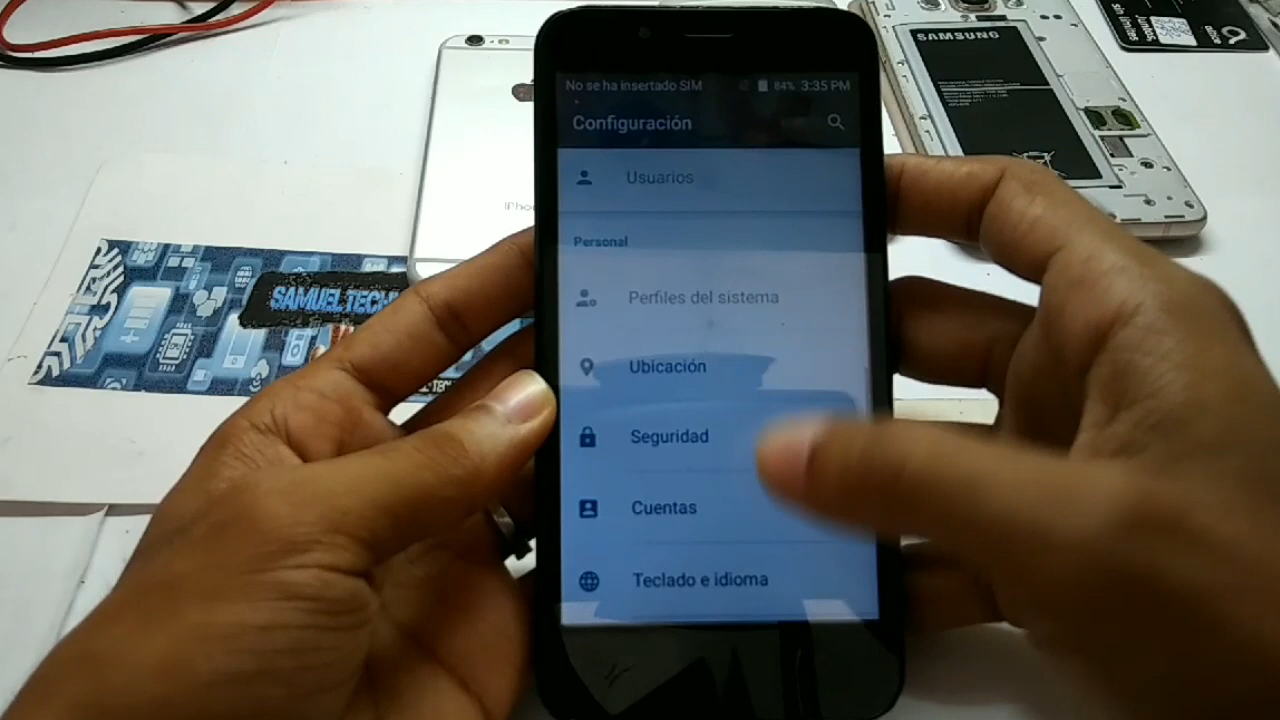 No se ha insertado SIM 84% 3:35 PM
Configuración
Usuarios
Personal
Perfiles del sistema
Ubicación
Seguridad
Cuentas
Teclado e idioma
SAMSUNG